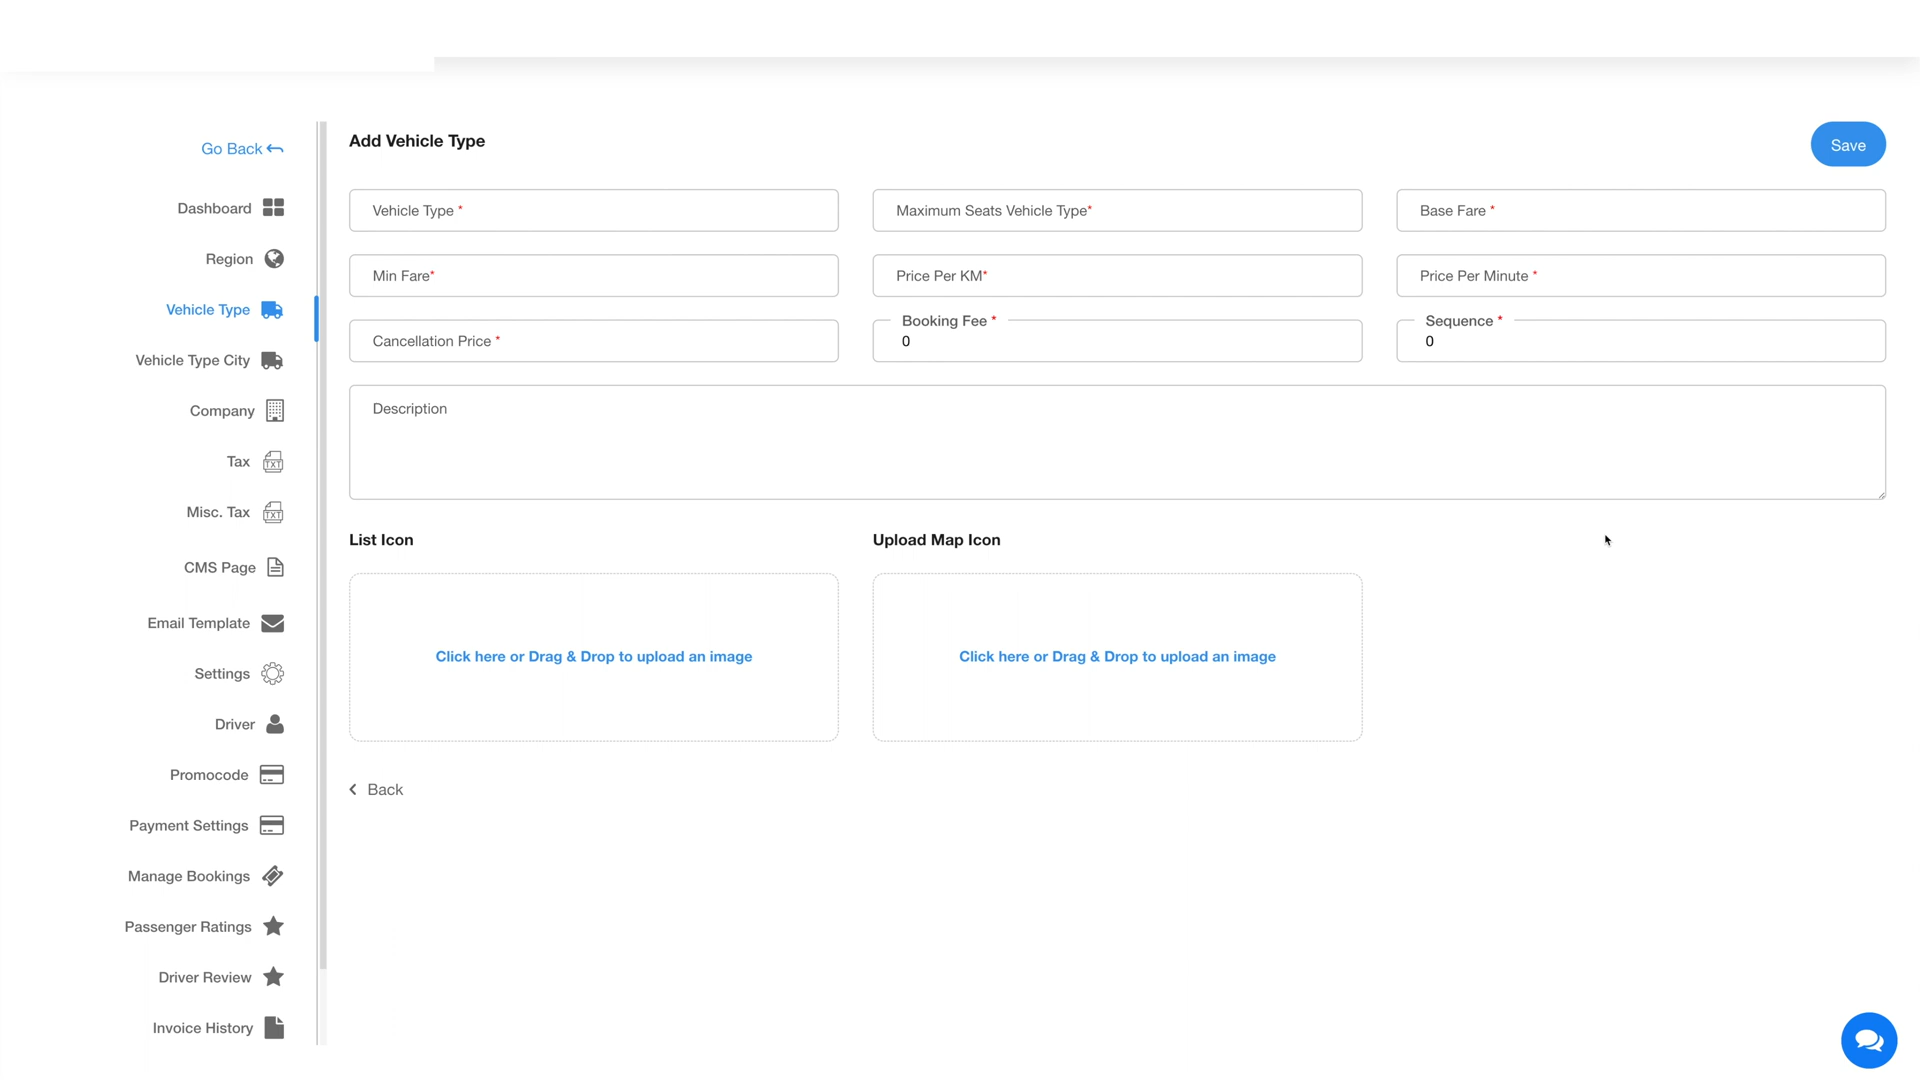 Go Back
Dashboard
Region
Vehicle Type
Vehicle Type City
Company
Tax
TXT
Misc. Tax
TXT
CMS Page
Email Template
Settings
Driver
Promocode
Payment Settings
Manage Bookings
Passenger Ratings
Driver Review
Invoice History
Add Vehicle Type
Save
Vehicle Type *
Maximum Seats Vehicle Type*
Base Fare *
Min Fare*
Price Per KM*
Price Per Minute *
Cancellation Price *
Booking Fee *
0
Sequence *
0
Description
List Icon
Upload Map Icon
Click here or Drag & Drop to upload an image
Click here or Drag & Drop to upload an image
Back